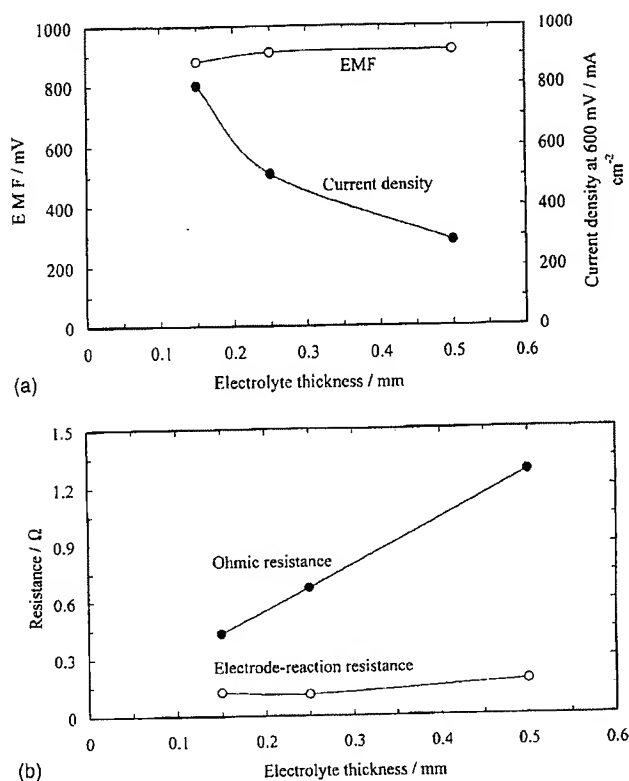 1000
800
600
400
200
0
EMF / mV
EMF
Current density
1000
800
600
400
200
0
Current density at 600 mV / mA
cm-2
0
0.1
0.2
0.3
0.4
0.5
0.6
(a)
Electrolyte thickness / mm
1.5
1.2
0.9
0.6
0.3
0
Resistance / Ω
Ohmic resistance
Electrode-reaction resistance
0
0.1
0.2
0.3
0.4
0.5
0.6
(b)
Electrolyte thickness / mm